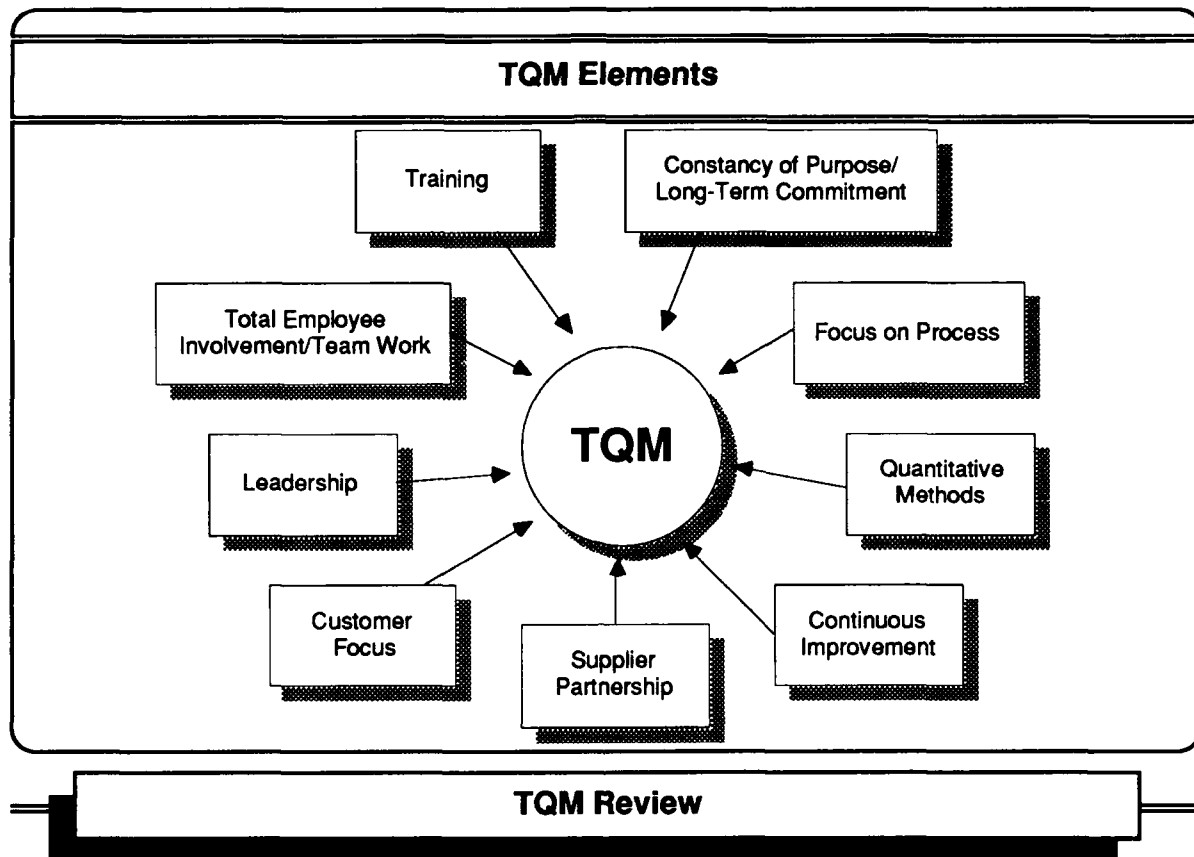 TQM Elements
Training
Constancy of Purpose/
Long-Term Commitment
Total Employee
Involvement/Team Work
Focus on Process
TQM
Leadership
Quantitative
Methods
Customer
Focus
Supplier
Partnership
Continuous
Improvement
TQM Review